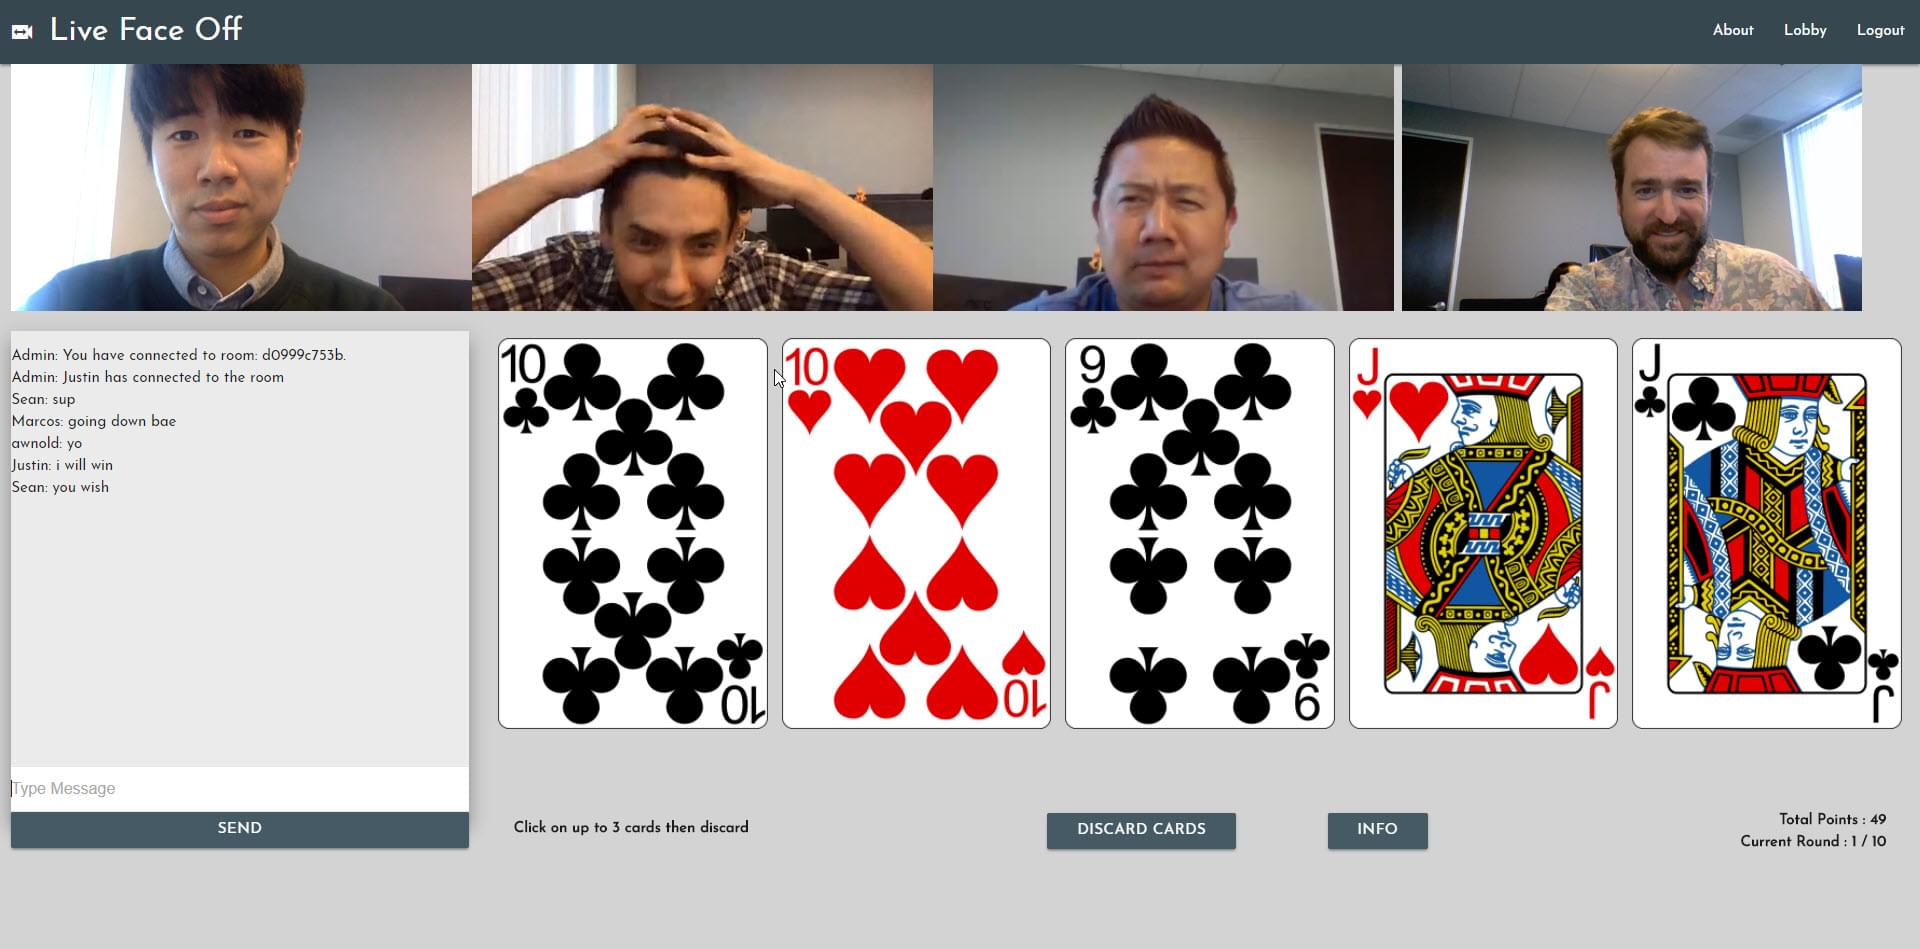 Live Face Off
About
Lobby
Logout
Admin: You have connected to room: d0999c753b.
Admin: Justin has connected to the room
Sean: sup
Marcos: going down bae
awnold: yo
Justin: i will win
Sean: you wish
Type Message
SEND
10
10
10
10
9
9
J
J
J
J
Click on up to 3 cards then discard
DISCARD CARDS
INFO
Total Points : 49
Current Round : 1 / 10